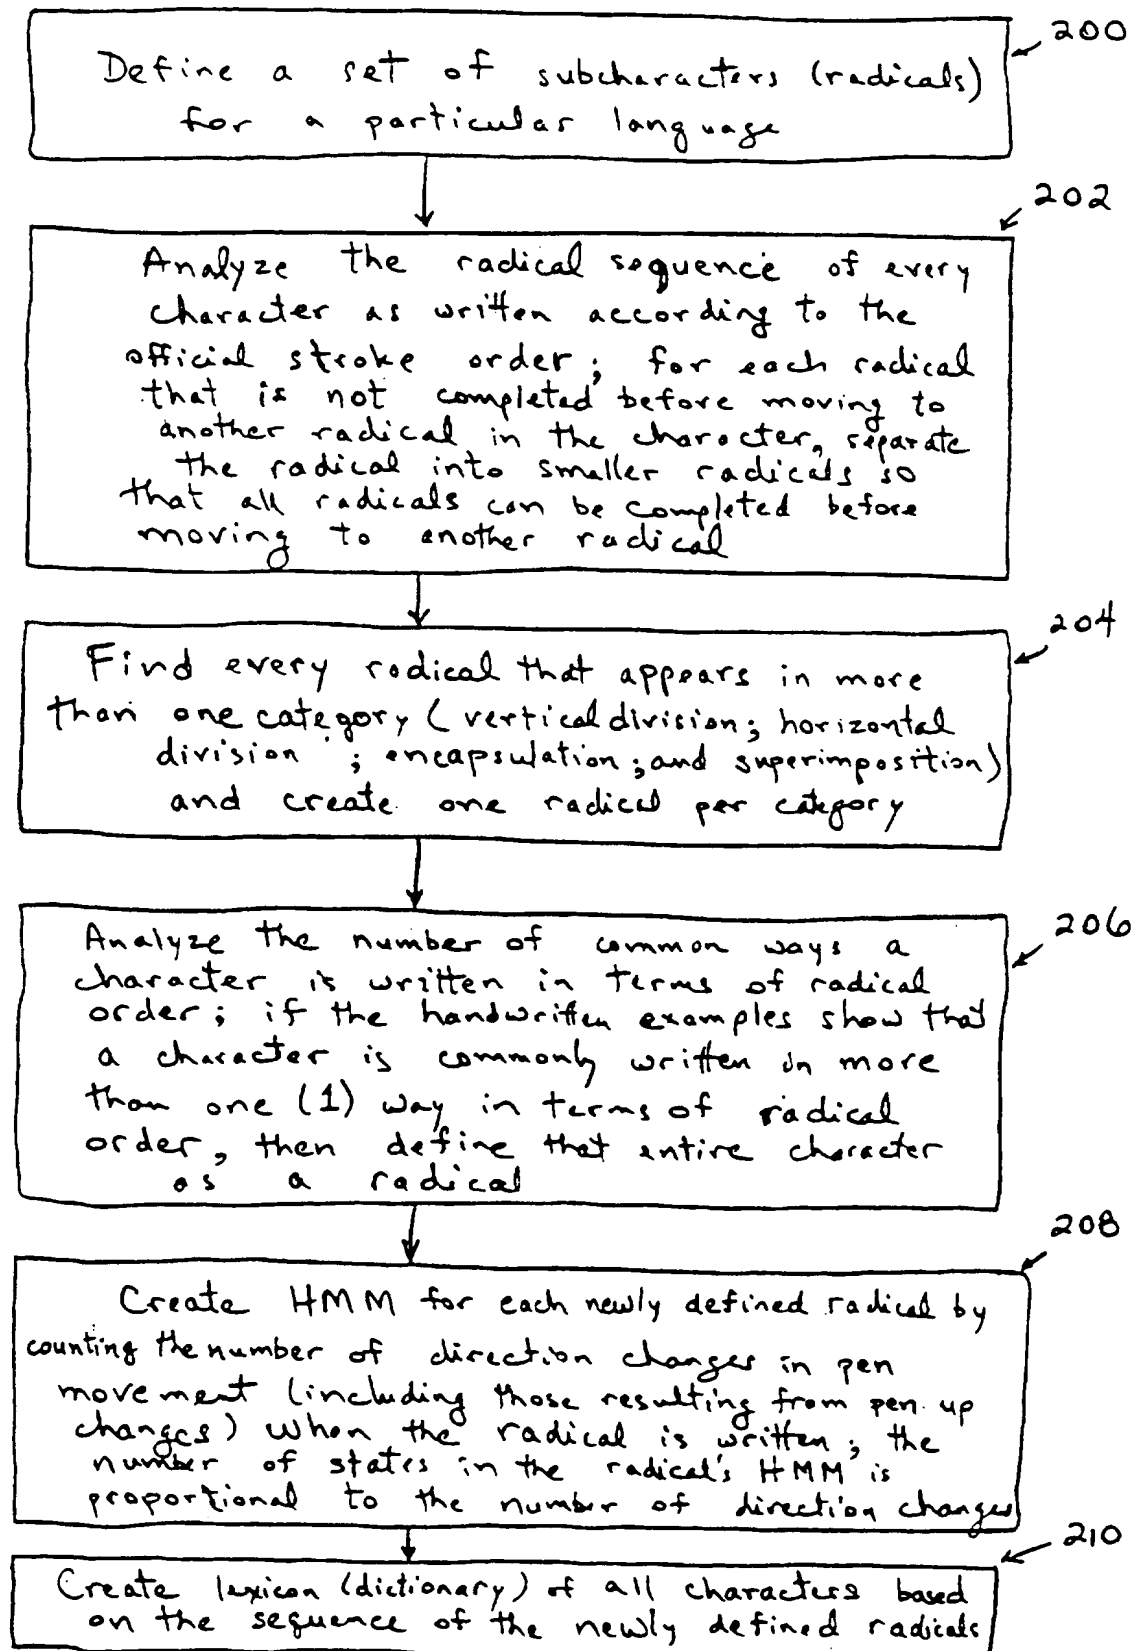 200
Define a set of subcharacters (radicals)
for a particular language
202
Analyze the radical sequence of every
character as written according to the
official stroke order; for each radical
that is not completed before moving to
another radical in the character, separate
the radical into smaller radicals so
that all radicals can be completed before
moving to another radical
204
Find every radical that appears in more
than one category (vertical division; horizontal
division ; encapsulation; and superimposition)
and create one radical per category
206
Analyze the number of common ways a
character is written in terms of radical
order; if the handwritten examples show that
a character is commonly written in more
than one (1) way in terms of radical
order, then define that entire character
as a radical
208
Create HMM for each newly defined radical by
counting the number of direction changes in pen
movement (including those resulting from pen up
changes) when the radical is written; the
number of states in the radical's HMM is
proportional to the number of direction changes
210
Create lexicon (dictionary) of all characters based
on the sequence of the newly defined radicals